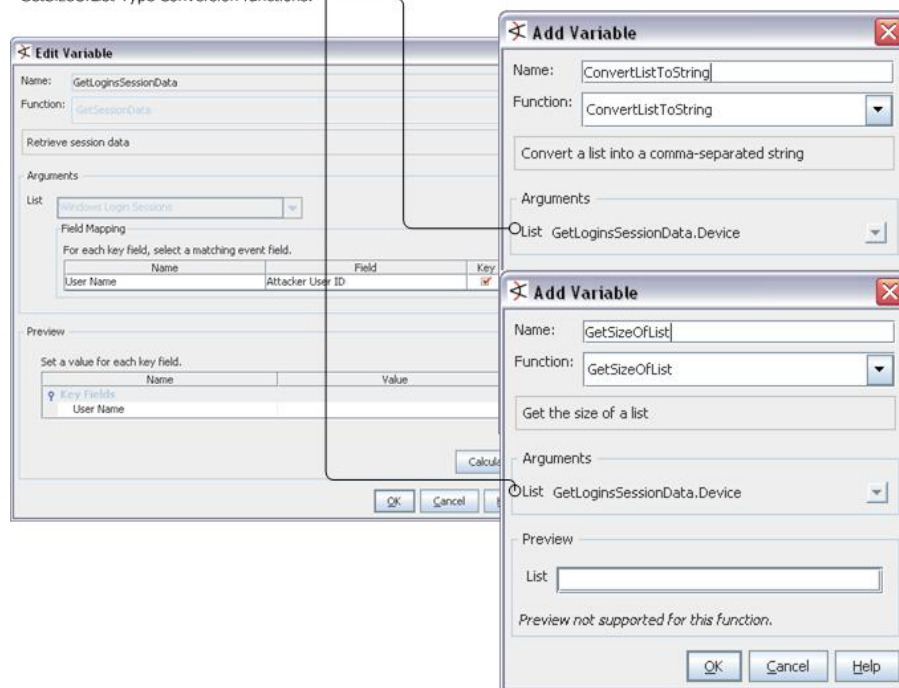 GetSizeOfList Type Conversion functions.
Edit Variable
Name: GetLoginsSessionData
Function: GetSessionData
Retrieve session data
Arguments
List Windows Login Sessions
Field Mapping
For each key field, select a matching event field.
Name Field Key
User Name Attacker User ID
Preview
Set a value for each key field.
Name Value
Key Fields
User Name
OK Cancel
Add Variable
Name: ConvertListToString
Function: ConvertListToString
Convert a list into a comma-separated string
Arguments
List GetLoginsSessionData.Device
Add Variable
Name: GetSizeOfList
Function: GetSizeOfList
Get the size of a list
Arguments
List GetLoginsSessionData.Device
Preview
List
Preview not supported for this function.
OK Cancel Help